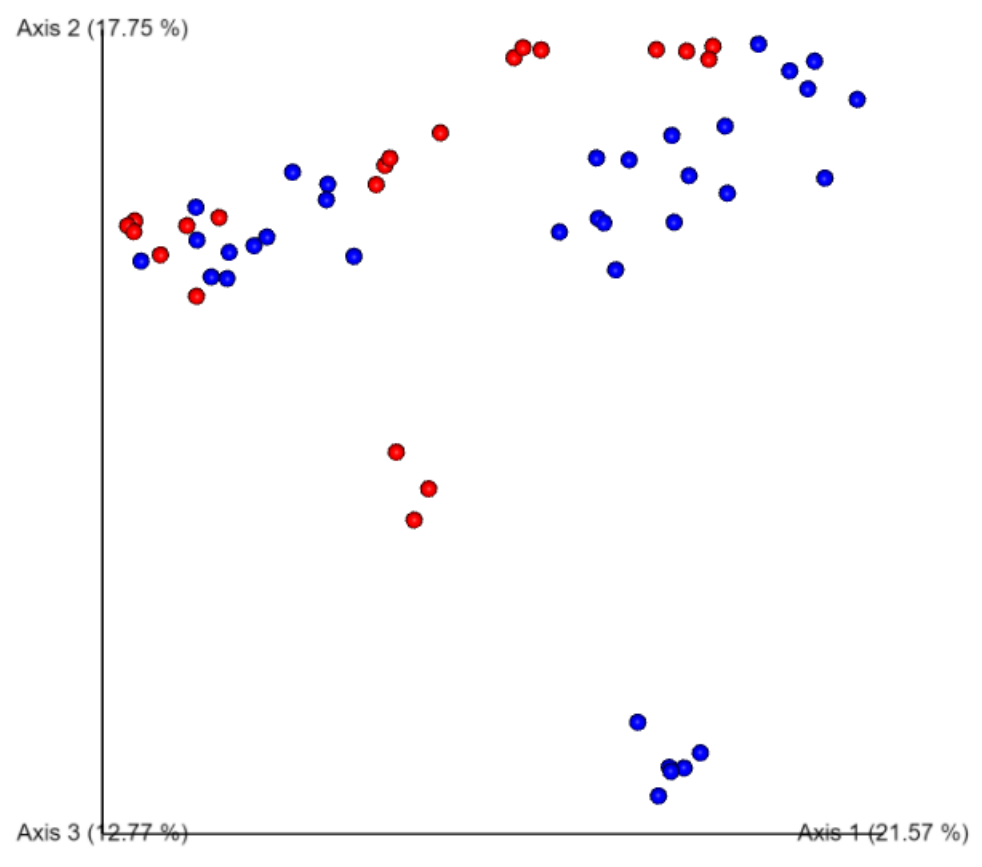 Axis 2 (17.75 %)
Axis 3 (12.77 %)
Axis 1 (21.57 %)